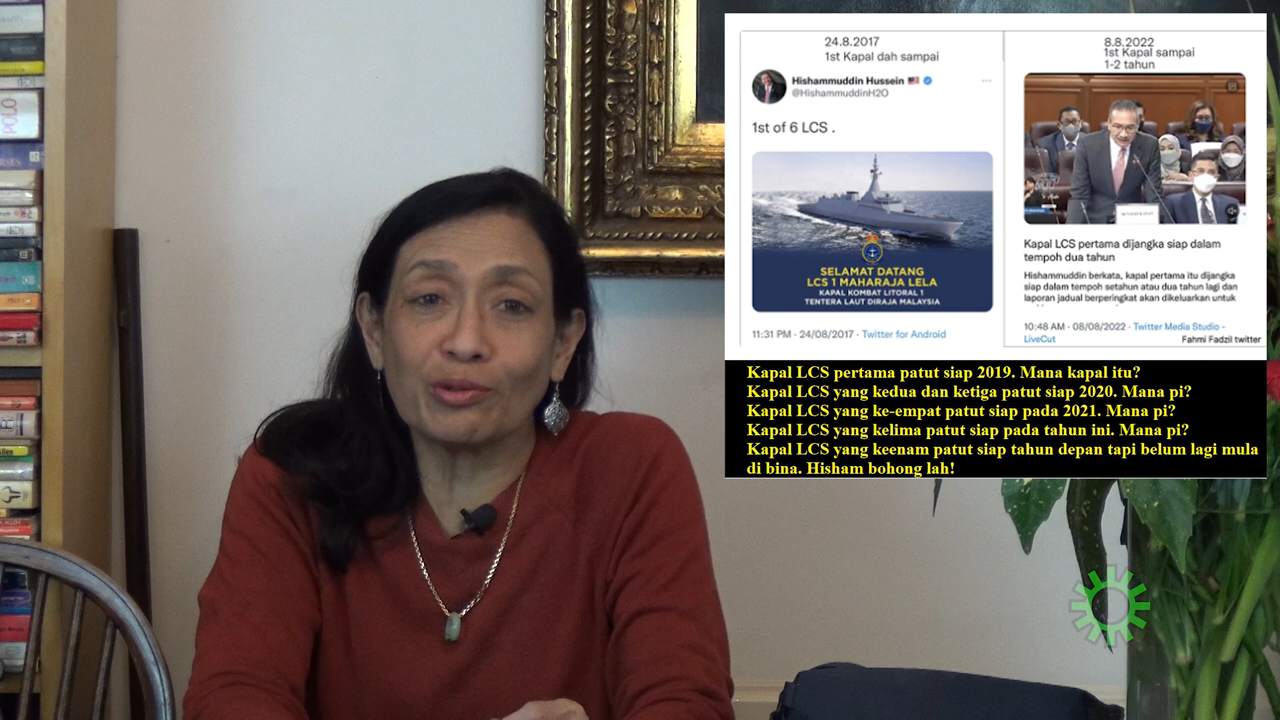 24.8.2017
1st Kapal dah sampai
Hishammuddin Hussein
@HishammuddinH2O
1st of 6 LCS .
SELAMAT DATANG
LCS 1 MAHARAJA LELA
KAPAL KOMBAT LITORAL 1
TENTERA LAUT DIRAJA MALAYSIA
11:31 PM · 24/08/2017 · Twitter for Android
8.8.2022
1st Kapal sampai
1-2 tahun
Kapal LCS pertama dijangka siap dalam
tempoh dua tahun
Hishammuddin berkata, kapal pertama itu dijangka
siap dalam tempoh setahun atau dua tahun lagi dan
laporan jadual berperingkat akan dikeluarkan untuk
10:48 AM · 08/08/2022 · Twitter Media Studio -
LiveCut
Fahmi Fadzil twitter
Kapal LCS pertama patut siap 2019. Mana kapal itu?
Kapal LCS yang kedua dan ketiga patut siap 2020. Mana pi?
Kapal LCS yang ke-empat patut siap pada 2021. Mana pi?
Kapal LCS yang kelima patut siap pada tahun ini. Mana pi?
Kapal LCS yang keenam patut siap tahun depan tapi belum lagi mula
di bina. Hisham bohong lah!
POLO